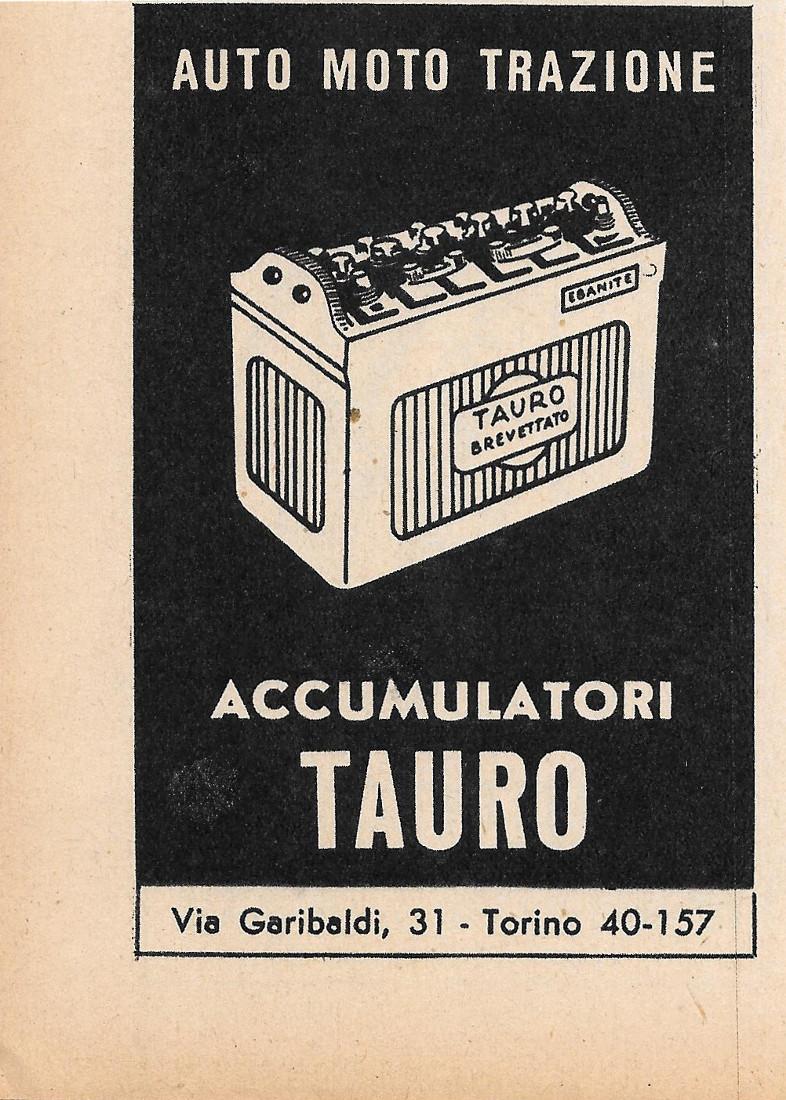 AUTO MOTO TRAZIONE
EBANITE
TAURO
BREVETTATO
ACCUMULATORI
TAURO
Via Garibaldi, 31 - Torino 40-157